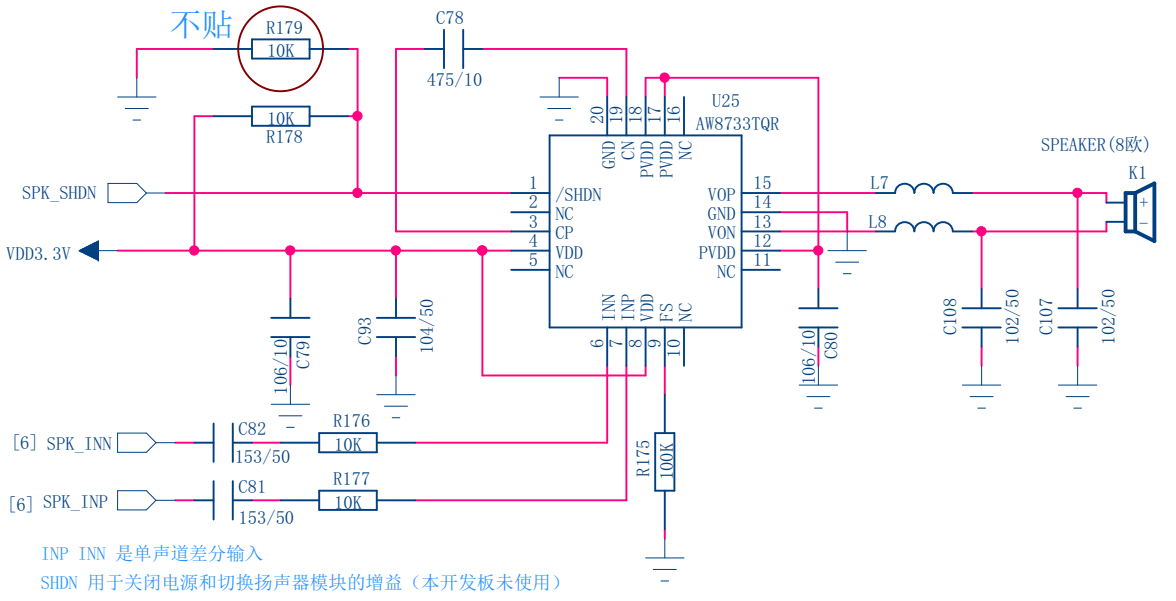 不贴
R179
10K
10K
R178
C78
475/10
U25
AW8733TQR
SPEAKER(8欧)
K1
+
-
SPK_SHDN
VDD3.3V
20 19 18 17 16
GND CN PVDD PVDD NC
1 /SHDN
2 NC
3 CP
4 VDD
5 NC
VOP 15
GND 14
VON 13
PVDD 12
NC 11
INN INP VDD FS NC
6 7 8 9 10
L7
L8
106/10
C79
C93
104/50
106/10
C80
C108
102/50
C107
102/50
[6] SPK_INN
C82
153/50
R176
10K
[6] SPK_INP
C81
153/50
R177
10K
R175
100K
INP INN 是单声道差分输入
SHDN 用于关闭电源和切换扬声器模块的增益（本开发板未使用）